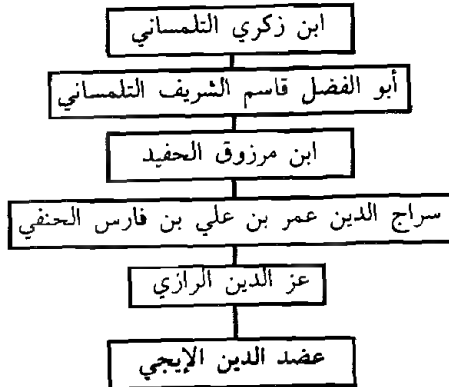 ابن زكري التلمساني
أبو الفضل قاسم الشريف التلمساني
ابن مرزوق الحفيد
سراج الدين عمر بن علي بن فارس الحنفي
عز الدين الرازي
عضد الدين الإيجي